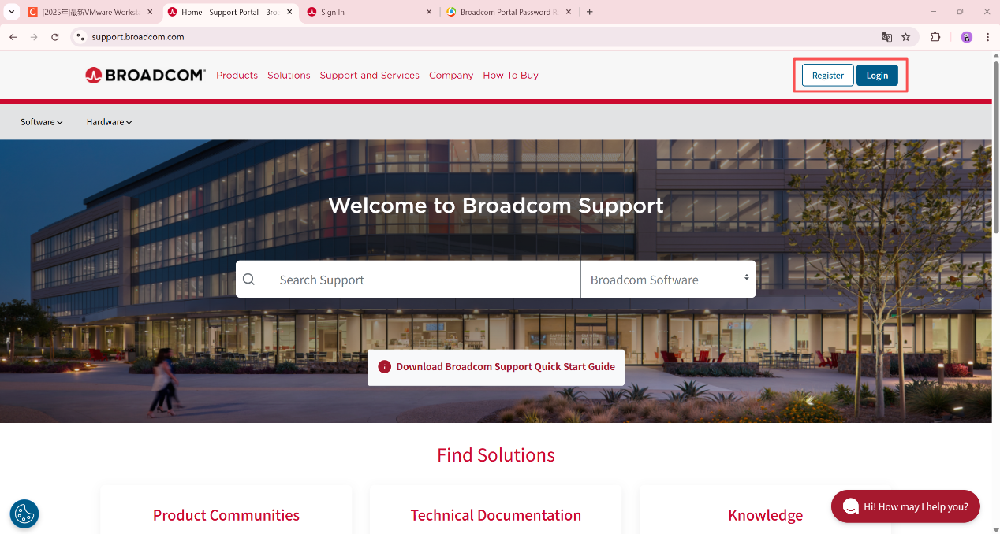 [2025年]最新VMware Worksta
Home - Support Portal - Bro
Sign In
Broadcom Portal Password R
support.broadcom.com
BROADCOM
Products
Solutions
Support and Services
Company
How To Buy
Register
Login
Software
Hardware
Welcome to Broadcom Support
Search Support
Broadcom Software
Download Broadcom Support Quick Start Guide
Find Solutions
Product Communities
Technical Documentation
Knowledge
Hi! How may I help you?